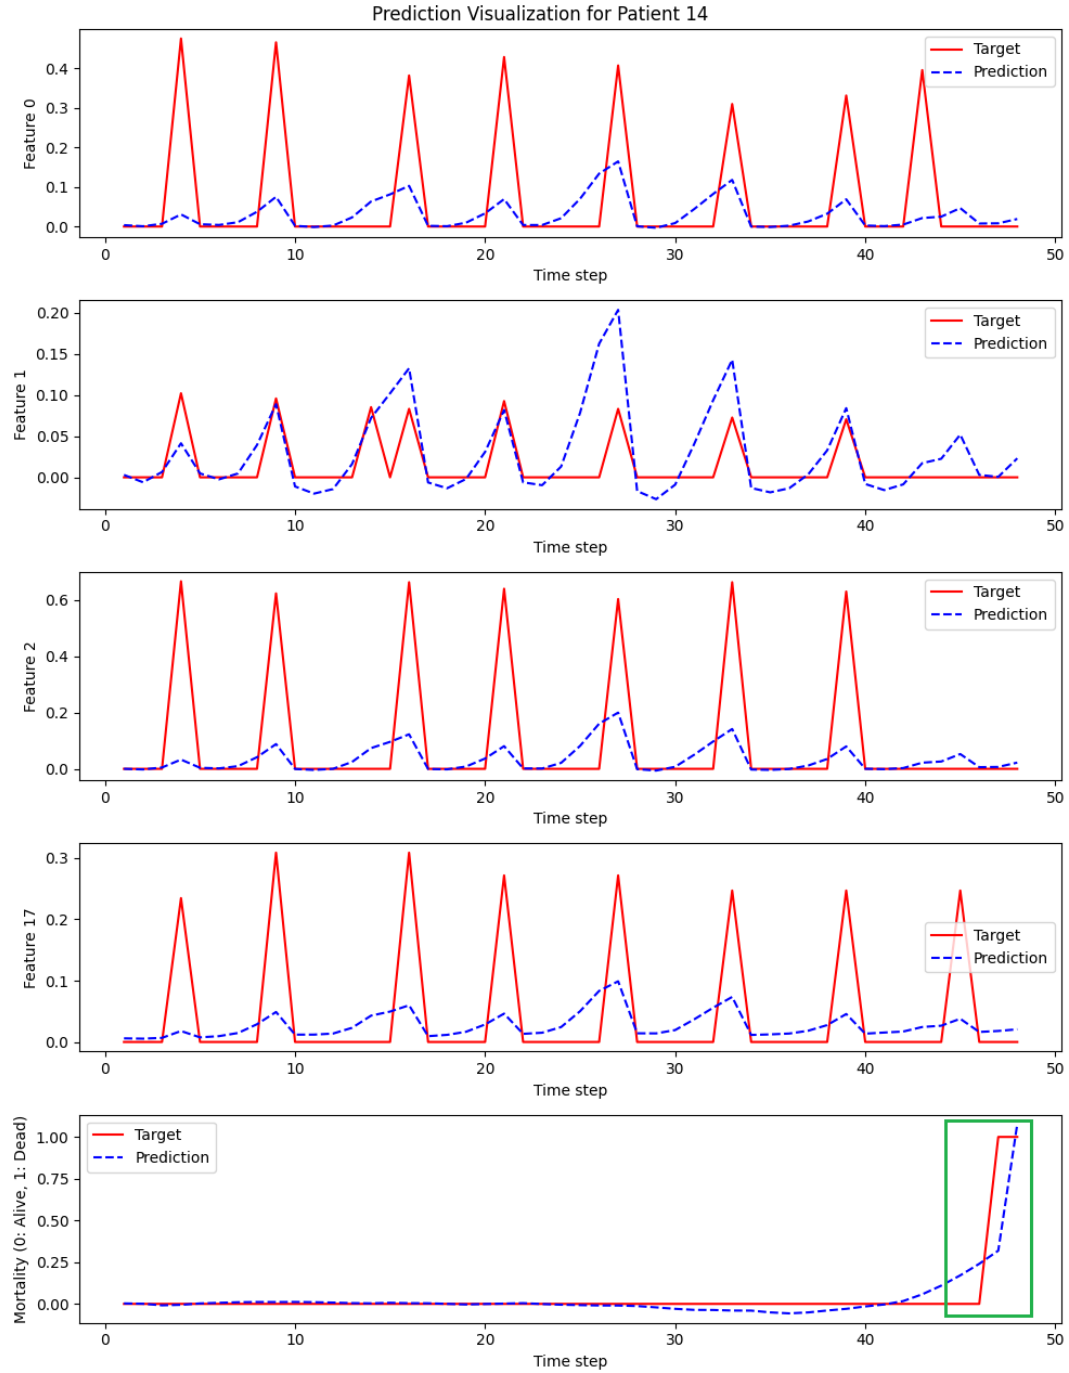 Prediction Visualization for Patient 14
Feature 0
0.4
0.3
0.2
0.1
0.0
Target
Prediction
0 10 20 30 40 50
Time step
Feature 1
0.20
0.15
0.10
0.05
0.00
Target
Prediction
0 10 20 30 40 50
Time step
Feature 2
0.6
0.4
0.2
0.0
Target
Prediction
0 10 20 30 40 50
Time step
Feature 17
0.3
0.2
0.1
0.0
Target
Prediction
0 10 20 30 40 50
Time step
Mortality (0: Alive, 1: Dead)
1.00
0.75
0.50
0.25
0.00
Target
Prediction
0 10 20 30 40 50
Time step